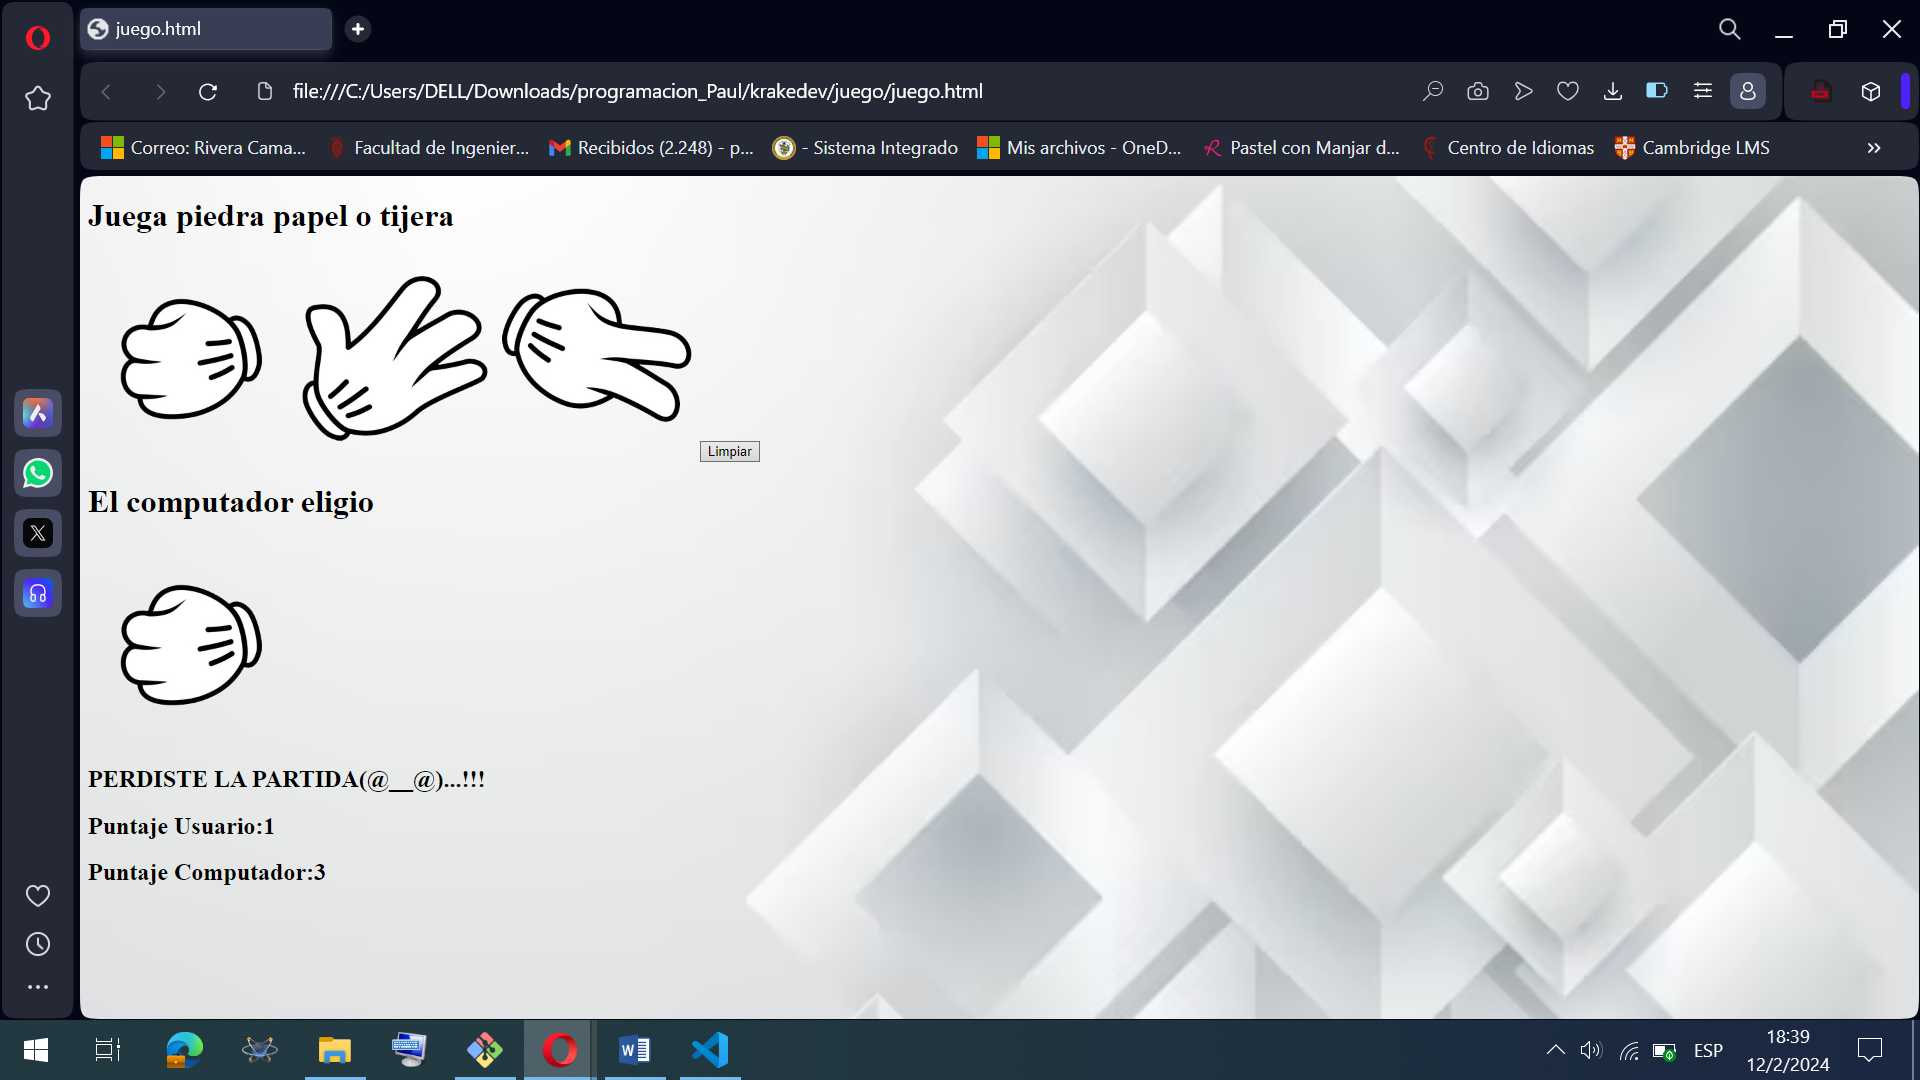 juego.html
file:///C:/Users/DELL/Downloads/programacion_Paul/krakedev/juego/juego.html
Correo: Rivera Cama... Facultad de Ingenier... Recibidos (2.248) - p... - Sistema Integrado Mis archivos - OneD... Pastel con Manjar d... Centro de Idiomas Cambridge LMS
Juega piedra papel o tijera
Limpiar
El computador eligio
PERDISTE LA PARTIDA(@__@)...!!!
Puntaje Usuario:1
Puntaje Computador:3
ESP
18:39
12/2/2024